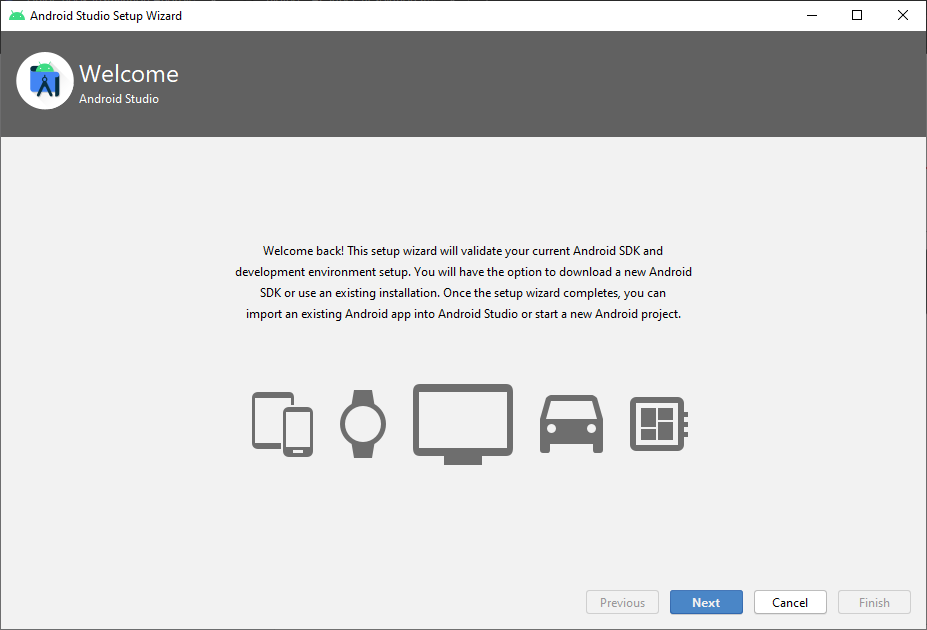 Android Studio Setup Wizard
Welcome
Android Studio
Welcome back! This setup wizard will validate your current Android SDK and
development environment setup. You will have the option to download a new Android
SDK or use an existing installation. Once the setup wizard completes, you can
import an existing Android app into Android Studio or start a new Android project.
Previous
Next
Cancel
Finish